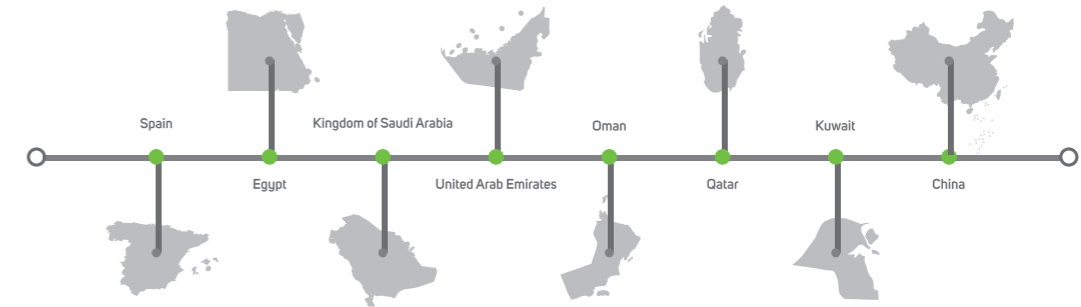 Spain
Kingdom of Saudi Arabia
Oman
Kuwait
Egypt
United Arab Emirates
Qatar
China